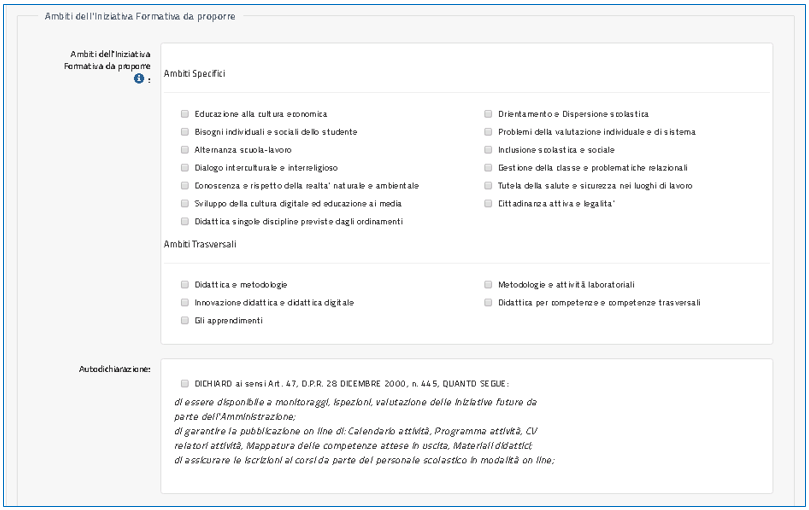 Ambiti dell'Iniziativa Formativa da proporre
Ambiti dell'Iniziativa
Formativa da proporre
:
Ambiti Specifici
Educazione alla cultura economica
Orientamento e Dispersione scolastica
Bisogni individuali e sociali dello studente
Problemi della valutazione individuale e di sistema
Alternanza scuola-lavoro
Inclusione scolastica e sociale
Dialogo interculturale e interreligioso
Gestione della classe e problematiche relazionali
Conoscenza e rispetto della realta' naturale e ambientale
Tutela della salute e sicurezza nei luoghi di lavoro
Sviluppo della cultura digitale ed educazione ai media
Cittadinanza attiva e legalita'
Didattica singole discipline previste dagli ordinamenti
Ambiti Trasversali
Didattica e metodologie
Metodologie e attività laboratoriali
Innovazione didattica e didattica digitale
Didattica per competenze e competenze trasversali
Gli apprendimenti
Autodichiarazione:
DICHIARO ai sensi Art. 47, D.P.R. 28 DICEMBRE 2000, n. 445, QUANTO SEGUE:
di essere disponibile a monitoraggi, ispezioni, valutazione delle iniziative future da
parte dell'Amministrazione;
di garantire la pubblicazione on line di: Calendario attività, Programma attività, CV
relatori attività, Mappatura delle competenze attese in uscita, Materiali didattici;
di assicurare le iscrizioni ai corsi da parte del personale scolastico in modalità on line;